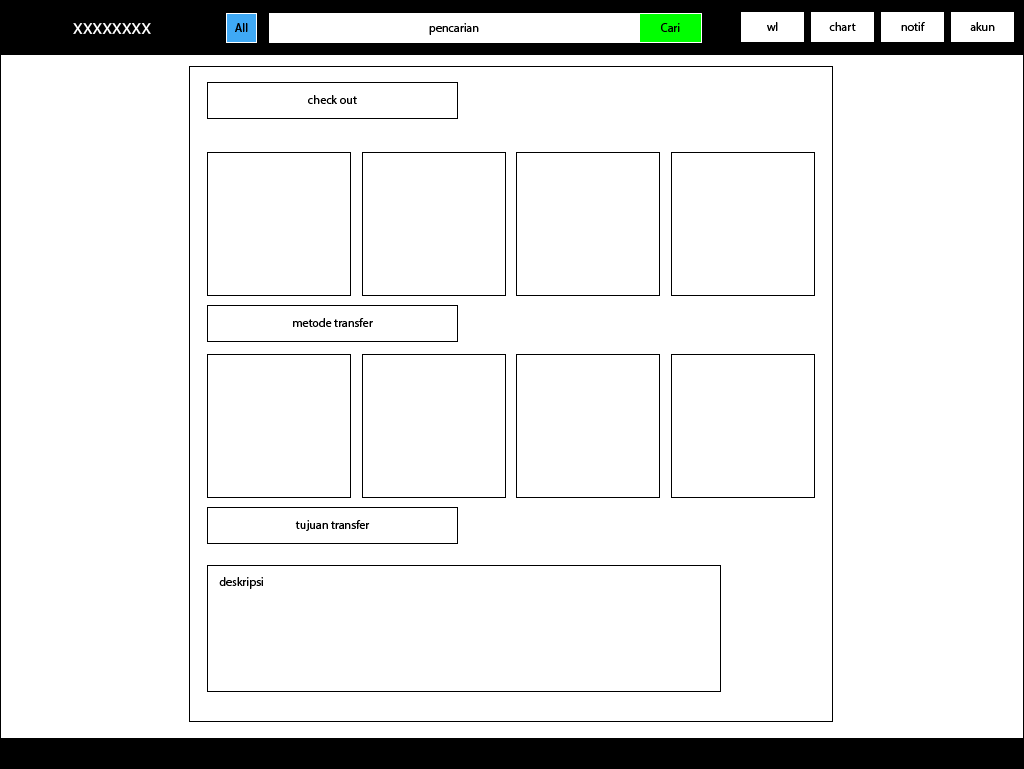 XXXXXXXX
All
pencarian
Cari
wl
chart
notif
akun
check out
metode transfer
tujuan transfer
deskripsi